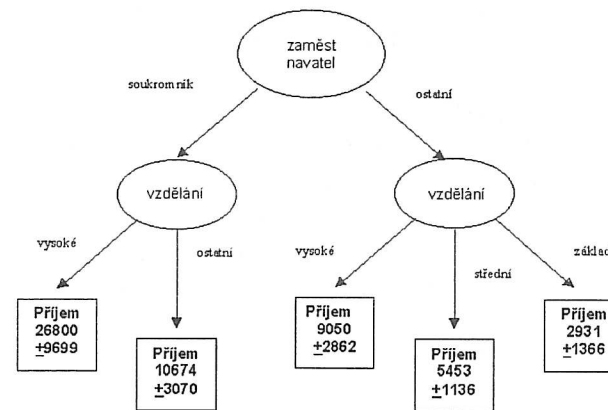 zaměst
navatel
soukromník
ostatní
vzdělání
vzdělání
vysoké
ostatní
vysoké
střední
základ
Příjem
26800
±9699
Příjem
10674
±3070
Příjem
9050
±2862
Příjem
5453
±1136
Příjem
2931
±1366